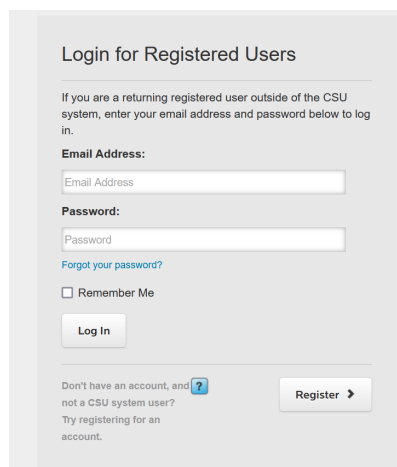 Login for Registered Users
If you are a returning registered user outside of the CSU
system, enter your email address and password below to log
in.
Email Address:
Email Address
Password:
Password
Forgot your password?
Remember Me
Log In
Don't have an account, and ?
not a CSU system user?
Try registering for an
account.
Register